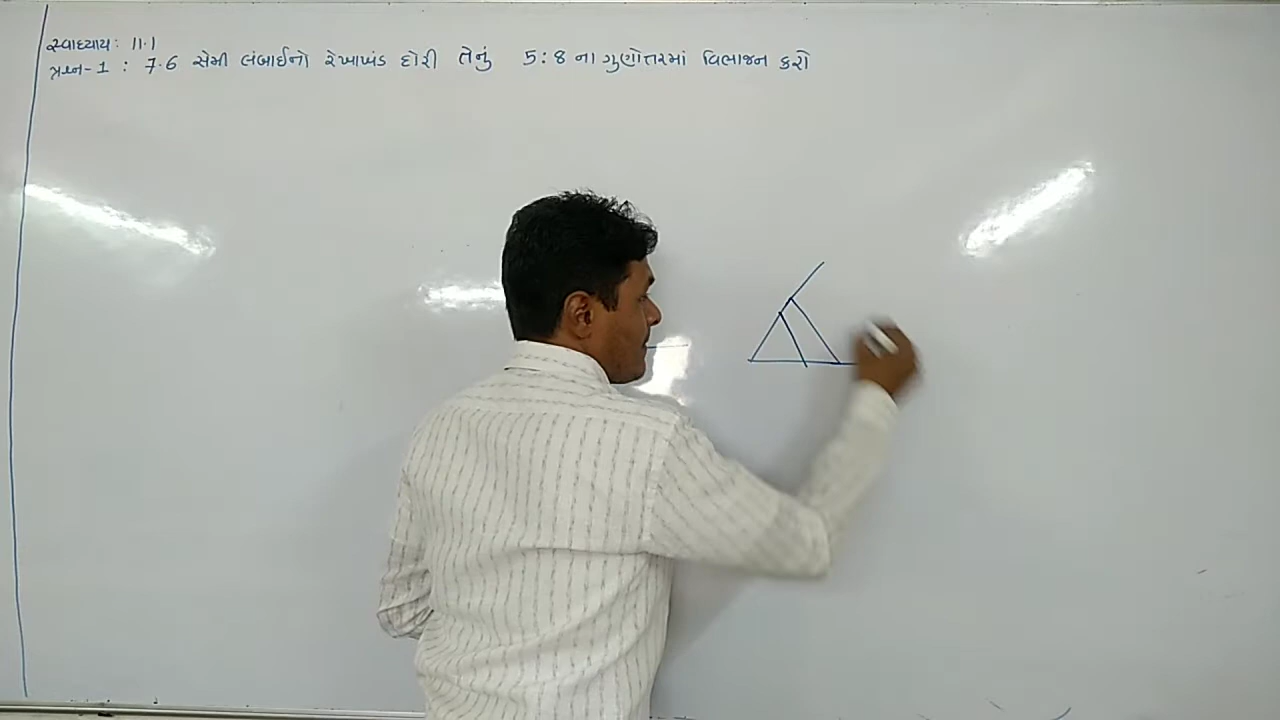 સ્વાધ્યાય: 11.1
પ્રશ્ન-1 : 7.6 સેમી લંબાઈનો રેખાખંડ દોરી તેનું 5:8 ના ગુણોત્તરમાં વિભાજન કરો